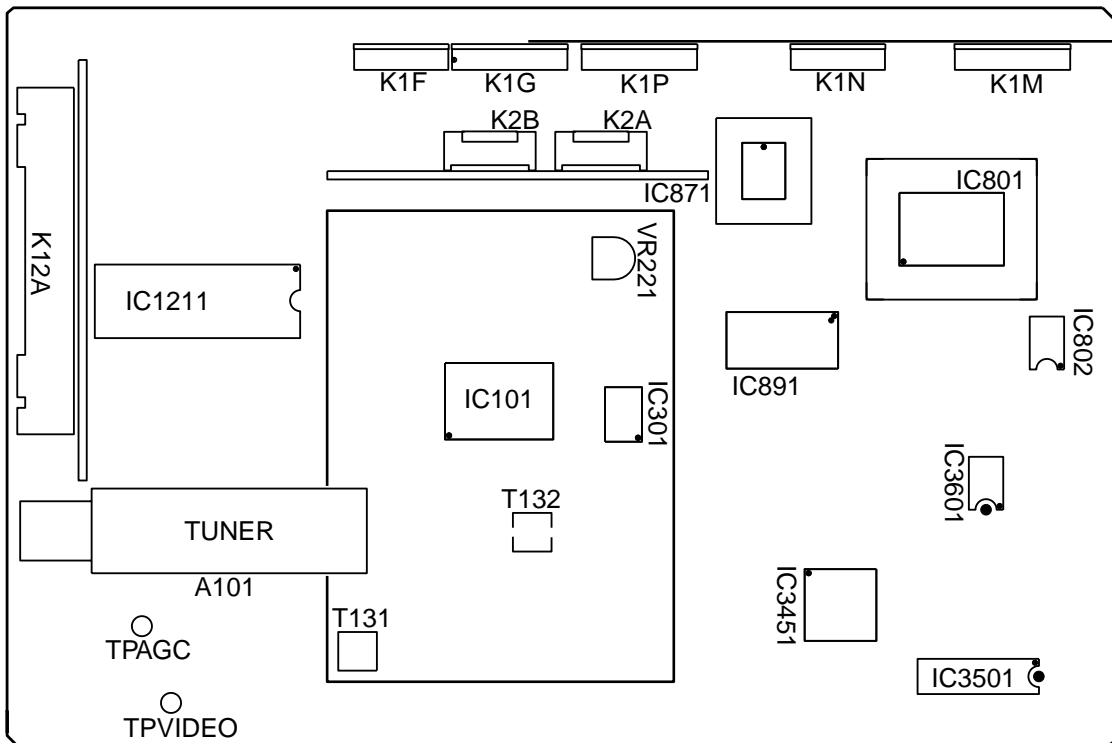 K1F
K1G
K1P
K1N
K1M
K2B
K2A
IC871
IC801
K12A
VR221
IC1211
IC802
IC891
IC101
IC301
IC3601
T132
TUNER
A101
IC3451
T131
TPAGC
IC3501
TPVIDEO